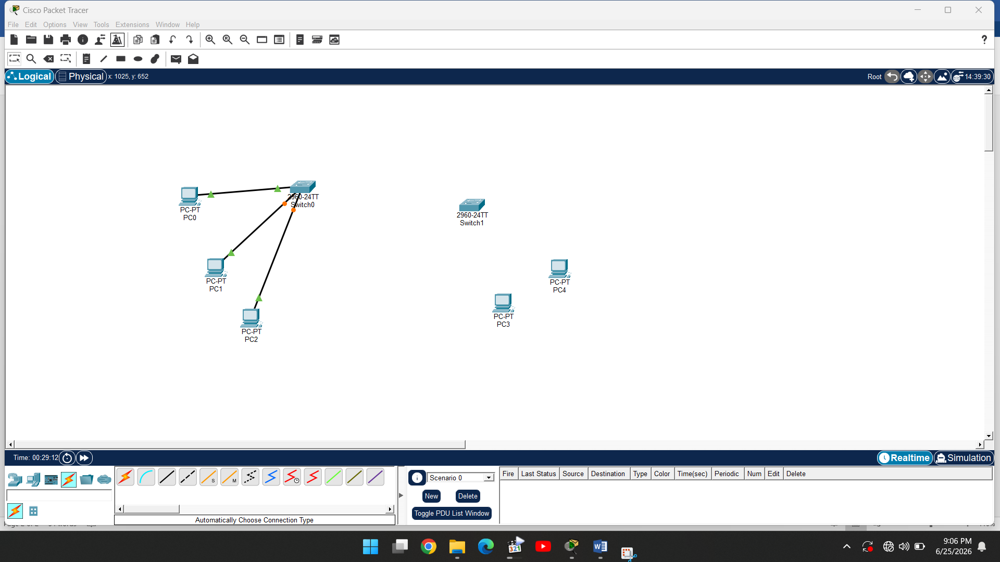 Cisco Packet Tracer
File Edit Options View Tools Extensions Window Help
?
Logical Physical x: 1025, y: 652 Root 14:39:30
2960-24TT
Switch0
PC-PT
PC0
2960-24TT
Switch1
PC-PT
PC1
PC-PT
PC4
PC-PT
PC3
PC-PT
PC2
Time: 00:29:12 Realtime Simulation
S M
Scenario 0
Fire Last Status Source Destination Type Color Time(sec) Periodic Num Edit Delete
New Delete
Toggle PDU List Window
Automatically Choose Connection Type
321
9:06 PM
6/25/2026